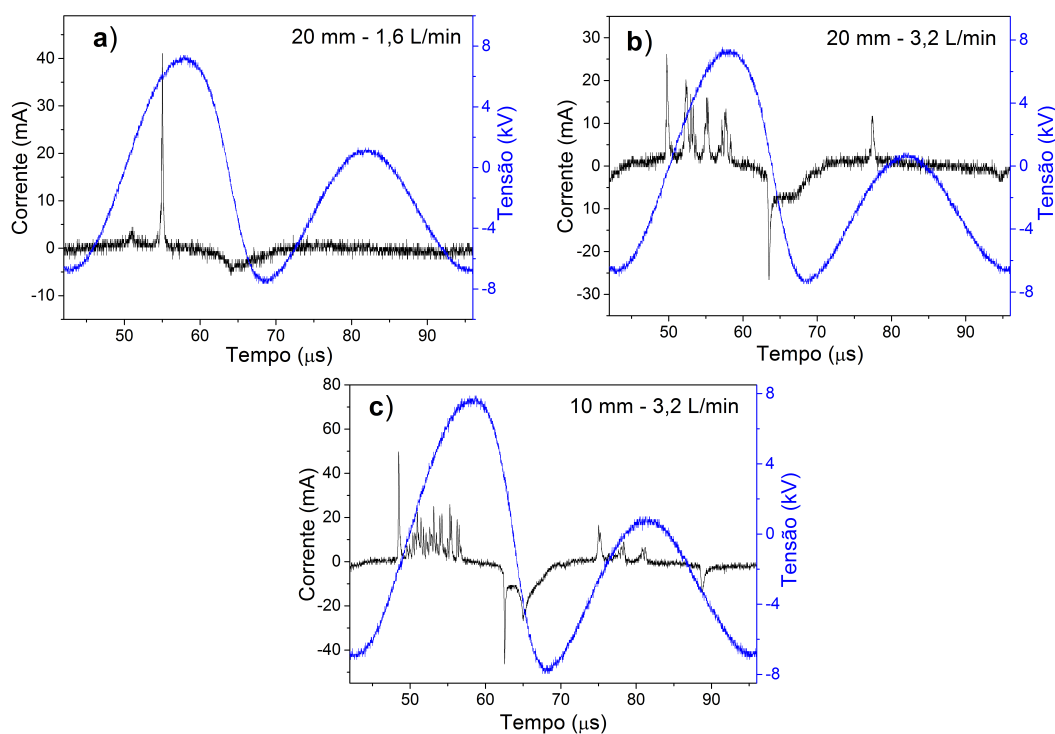 a)
20 mm - 1,6 L/min
Corrente (mA)
40
30
20
10
0
-10
8
4
0
-4
-8
Tensão (kV)
50 60 70 80 90
Tempo (μs)
b)
20 mm - 3,2 L/min
Corrente (mA)
30
20
10
0
-10
-20
-30
8
4
0
-4
-8
Tensão (kV)
50 60 70 80 90
Tempo (μs)
c)
10 mm - 3,2 L/min
Corrente (mA)
80
60
40
20
0
-20
-40
8
4
0
-4
-8
Tensão (kV)
50 60 70 80 90
Tempo (μs)